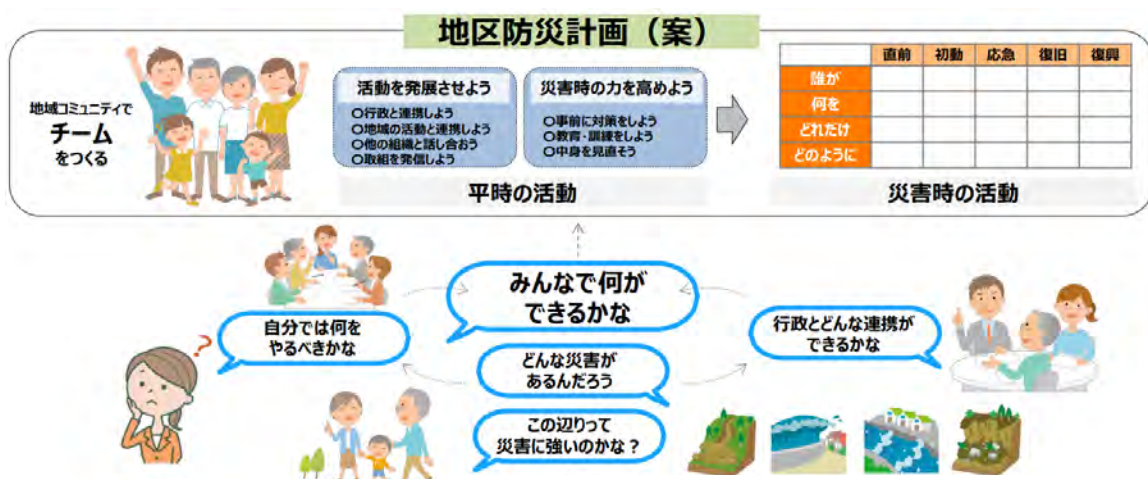 地区防災計画（案）
地域コミュニティで
チーム
をつくる
活動を発展させよう
○行政と連携しよう
○地域の活動と連携しよう
○他の組織と話し合おう
○取組を発信しよう
災害時の力を高めよう
○事前に対策をしよう
○教育・訓練をしよう
○中身を見直そう
平時の活動
直前 初動 応急 復旧 復興
誰が
何を
どれだけ
どのように
災害時の活動
みんなで何が
できるかな
自分では何を
やるべきかな
行政とどんな連携が
できるかな
どんな災害が
あるんだろう
この辺りって
災害に強いのかな？
?